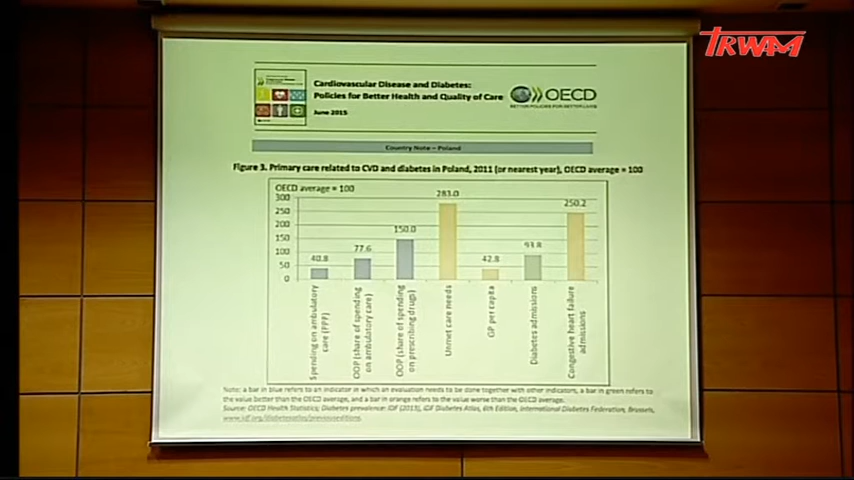 TRWAM
Cardiovascular Disease and Diabetes:
Policies for Better Health and Quality of Care
June 2015
OECD
BETTER POLICIES FOR BETTER LIVES
Country Note – Poland
Figure 3. Primary care related to CVD and diabetes in Poland, 2011 (or nearest year), OECD average = 100
OECD average = 100
300
250
200
150
100
50
0
40.8
77.6
150.0
283.0
42.8
93.8
250.2
Spending on ambulatory
care (PPP)
OOP (share of spending
on ambulatory care)
OOP (share of spending
on prescribing drugs)
Unmet care needs
GP per capita
Diabetes admissions
Congestive heart failure
admissions
Note: a bar in blue refers to an indicator in which an evaluation needs to be done together with other indicators, a bar in green refers to
the value better than the OECD average, and a bar in orange refers to the value worse than the OECD average.
Source: OECD Health Statistics; Diabetes prevalence: IDF (2013), IDF Diabetes Atlas, 6th Edition, International Diabetes Federation, Brussels,
www.idf.org/diabetesatlas/previouseditions.